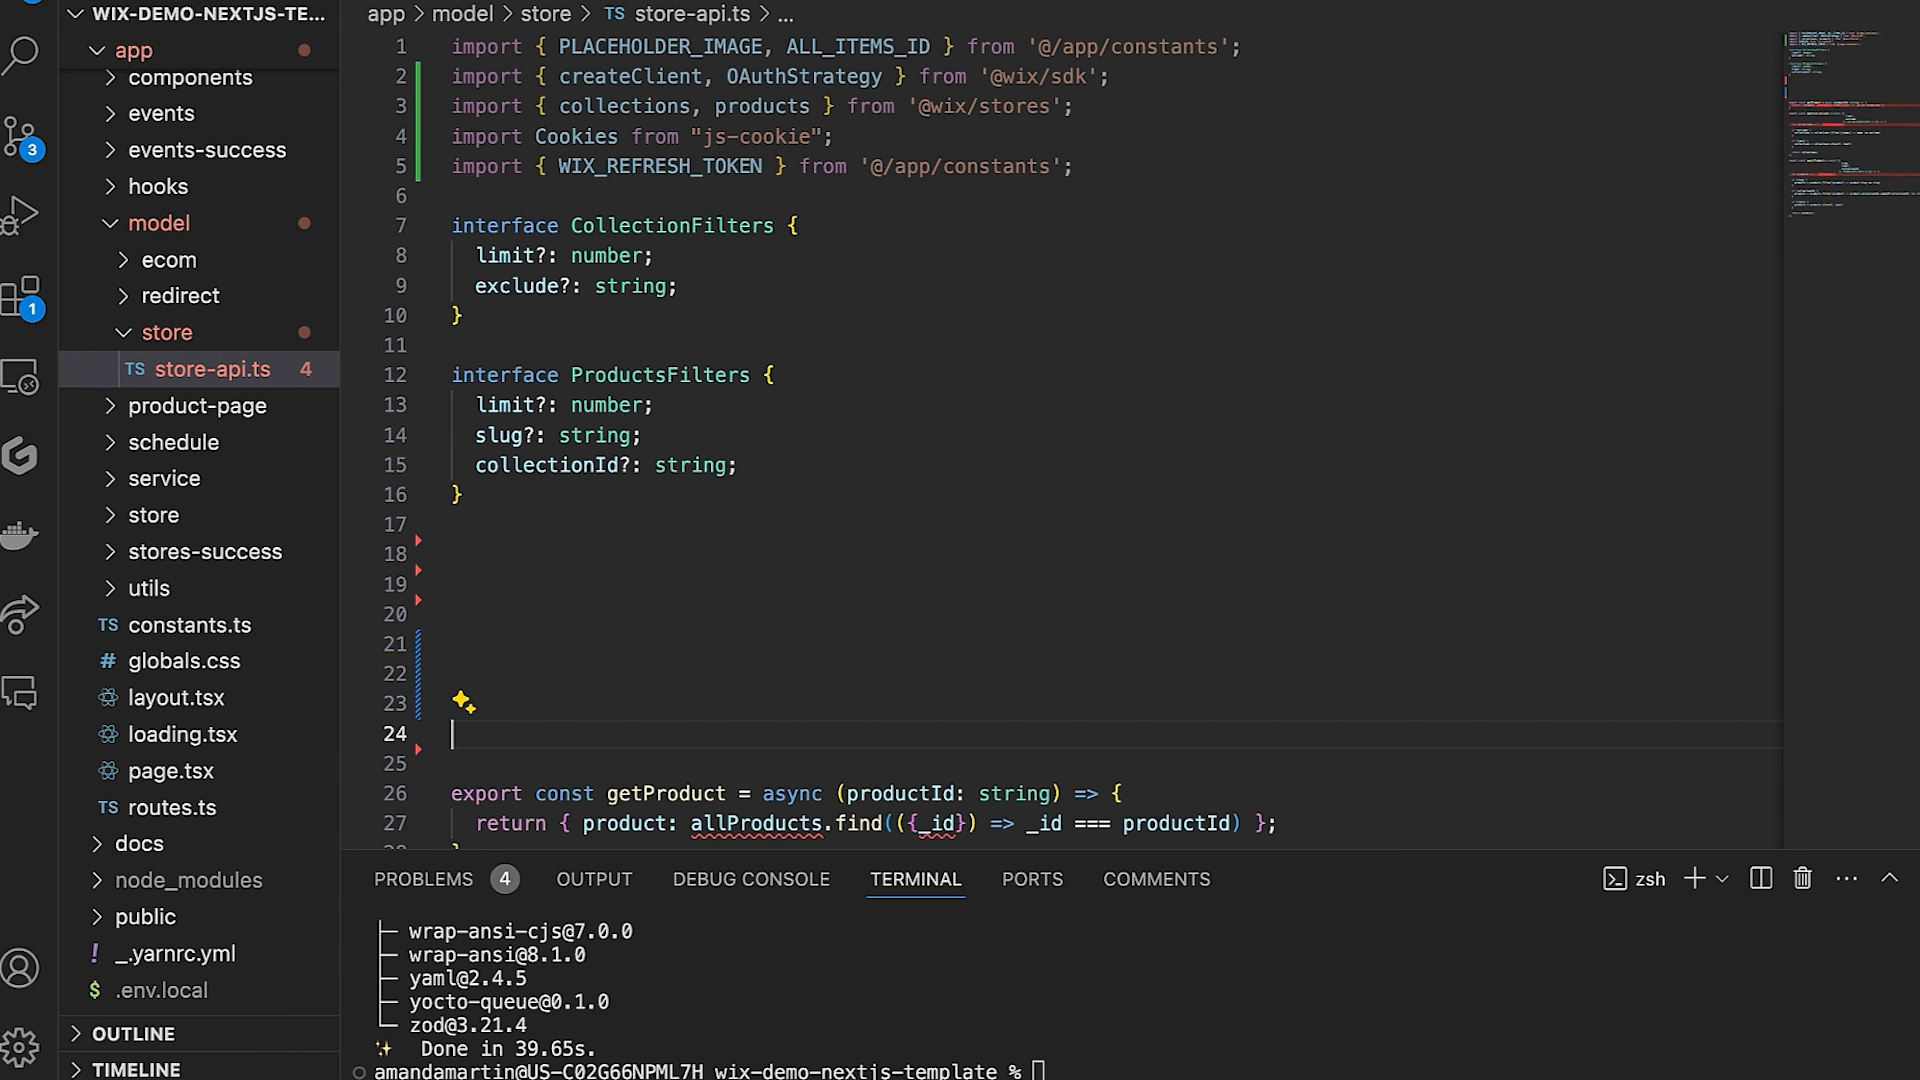 WIX-DEMO-NEXTJS-TE...
app
components
events
events-success
hooks
model
ecom
redirect
store
TS store-api.ts 4
product-page
schedule
service
store
stores-success
utils
TS constants.ts
# globals.css
layout.tsx
loading.tsx
page.tsx
TS routes.ts
docs
node_modules
public
! _.yarnrc.yml
$ .env.local
OUTLINE
TIMELINE
3
1
app > model > store > TS store-api.ts > ...
1 import { PLACEHOLDER_IMAGE, ALL_ITEMS_ID } from '@/app/constants';
2 import { createClient, OAuthStrategy } from '@wix/sdk';
3 import { collections, products } from '@wix/stores';
4 import Cookies from "js-cookie";
5 import { WIX_REFRESH_TOKEN } from '@/app/constants';
6
7 interface CollectionFilters {
8 limit?: number;
9 exclude?: string;
10 }
11
12 interface ProductsFilters {
13 limit?: number;
14 slug?: string;
15 collectionId?: string;
16 }
17
18
19
20
21
22
23
24
25
26 export const getProduct = async (productId: string) => {
27 return { product: allProducts.find(({_id}) => _id === productId) };
PROBLEMS 4 OUTPUT DEBUG CONSOLE TERMINAL PORTS COMMENTS zsh
├─ wrap-ansi-cjs@7.0.0
├─ wrap-ansi@8.1.0
├─ yaml@2.4.5
├─ yocto-queue@0.1.0
└─ zod@3.21.4
✨ Done in 39.65s.
amandamartin@US-C02G66NPML7H wix-demo-nextjs-template %